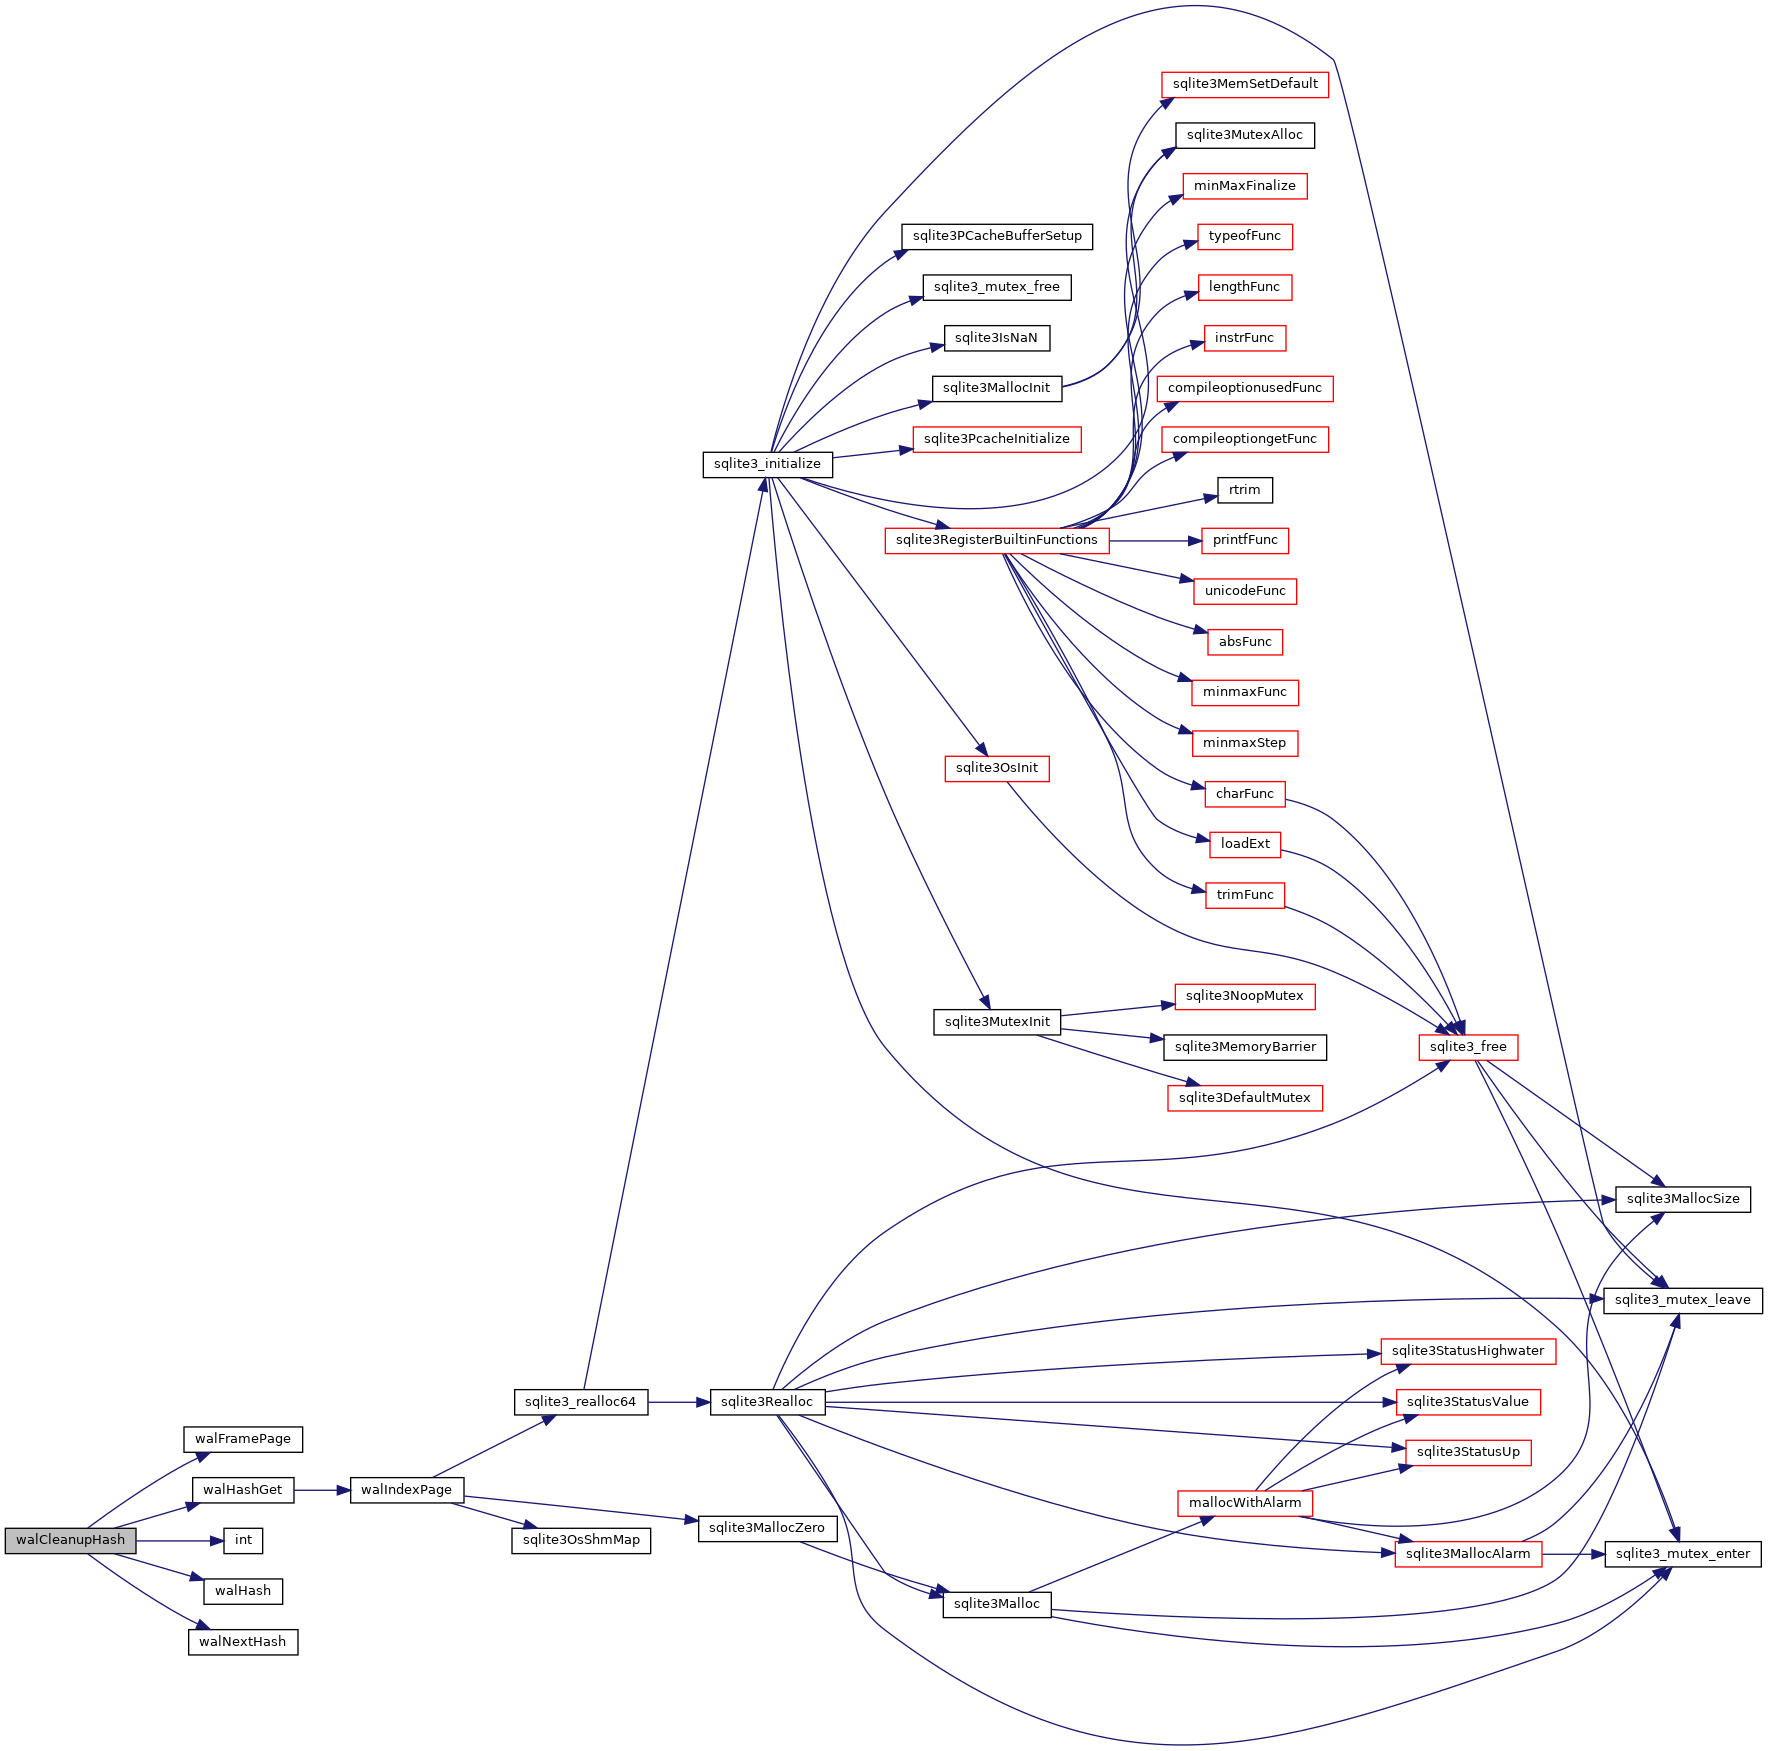 sqlite3MemSetDefault
sqlite3MutexAlloc
minMaxFinalize
sqlite3PCacheBufferSetup
typeofFunc
sqlite3_mutex_free
lengthFunc
sqlite3IsNaN
instrFunc
sqlite3MallocInit
compileoptionusedFunc
sqlite3PcacheInitialize
compileoptiongetFunc
sqlite3_initialize
rtrim
sqlite3RegisterBuiltinFunctions
printfFunc
unicodeFunc
absFunc
minmaxFunc
minmaxStep
sqlite3OsInit
charFunc
loadExt
trimFunc
sqlite3NoopMutex
sqlite3MutexInit
sqlite3MemoryBarrier
sqlite3_free
sqlite3DefaultMutex
sqlite3MallocSize
sqlite3_mutex_leave
sqlite3StatusHighwater
sqlite3_realloc64
sqlite3Realloc
sqlite3StatusValue
walFramePage
sqlite3StatusUp
walHashGet
walIndexPage
mallocWithAlarm
sqlite3MallocZero
walCleanupHash
int
sqlite3OsShmMap
sqlite3MallocAlarm
sqlite3_mutex_enter
walHash
sqlite3Malloc
walNextHash